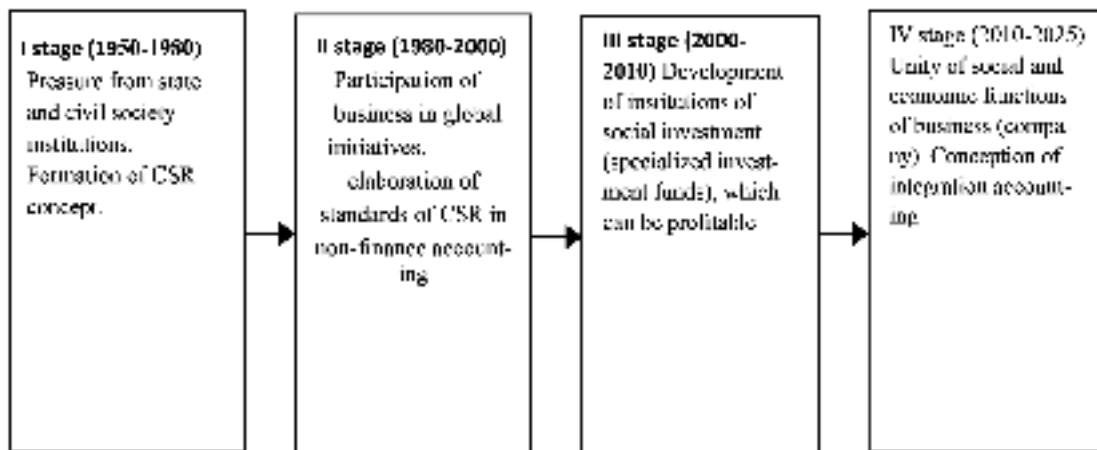 I stage (1950-1960)
Pressure from state
and civil society
institutions.
Formation of CSR
concept.
II stage (1980-2000)
Participation of
business in global
initiatives.
elaboration of
standards of CSR in
non-finance account-
ing
III stage (2000-
2010) Development
of institutions of
social investment
(specialized invest-
ment funds), which
can be profitable
IV stage (2010-2025)
Unity of social and
economic functions
of business (compa
ny) Conception of
integration account-
ing